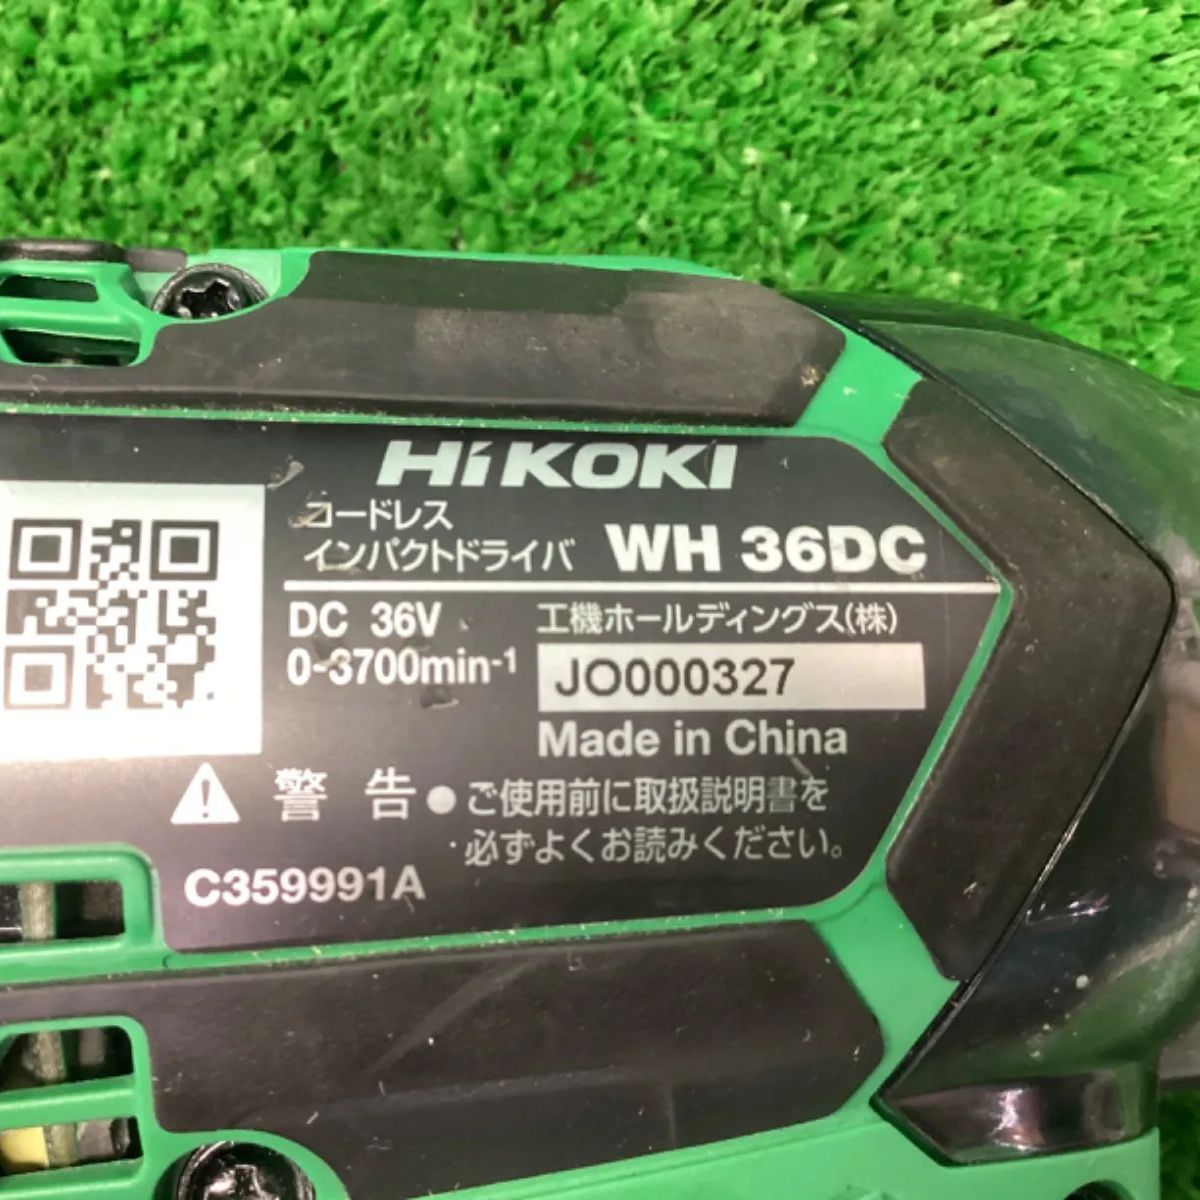 HiKOKI
コードレス
インパクトドライバ WH 36DC
DC 36V
0-3700min-1
工機ホールディングス(株)
JO000327
Made in China
⚠ 警告 ●ご使用前に取扱説明書を
必ずよくお読みください。
C359991A